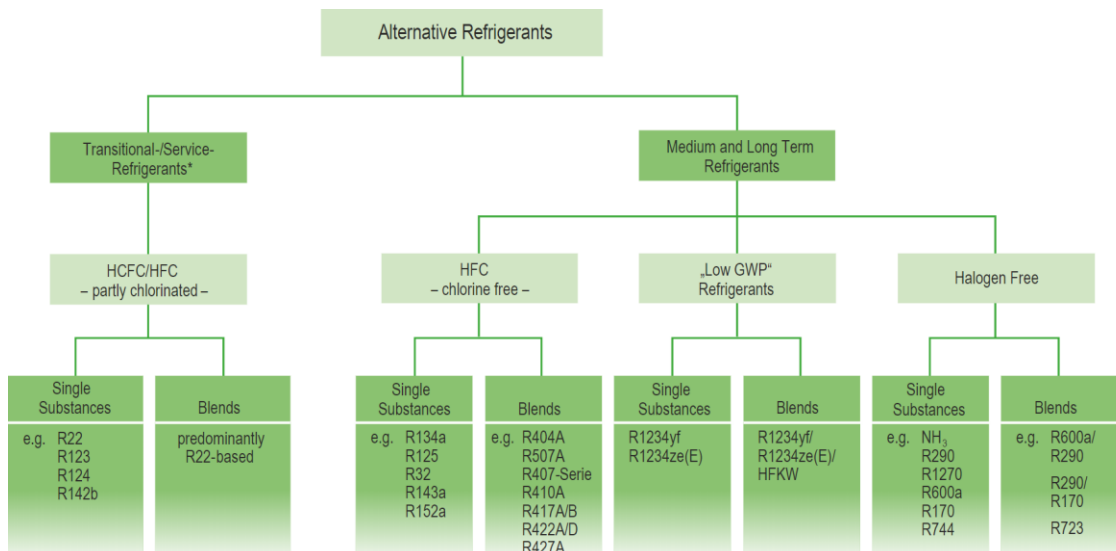 Alternative Refrigerants
Transitional-/Service-
Refrigerants*
Medium and Long Term
Refrigerants
HCFC/HFC
– partly chlorinated –
HFC
– chlorine free –
„Low GWP“
Refrigerants
Halogen Free
Single
Substances
e.g. R22
R123
R124
R142b
Blends
predominantly
R22-based
Single
Substances
e.g. R134a
R125
R32
R143a
R152a
Blends
e.g. R404A
R507A
R407-Serie
R410A
R417A/B
R422A/D
R427A
Single
Substances
R1234yf
R1234ze(E)
Blends
R1234yf/
R1234ze(E)/
HFKW
Single
Substances
e.g. NH₃
R290
R1270
R600a
R170
R744
Blends
e.g. R600a/
R290
R290/
R170
R723